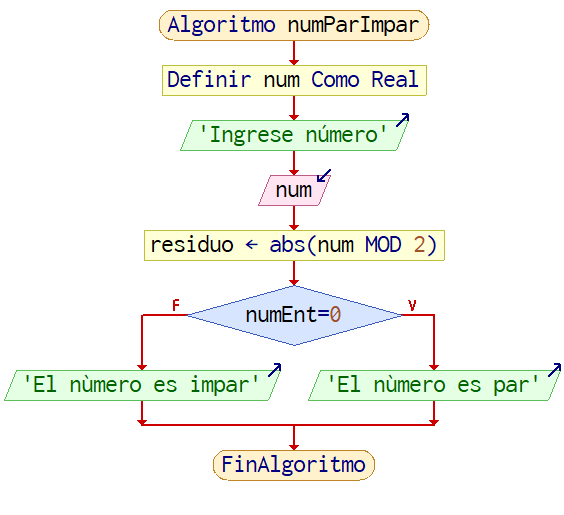 Algoritmo numParImpar
Definir num Como Real
'Ingrese número'
num
residuo ← abs(num MOD 2)
numEnt=0
F
V
'El nùmero es impar'
'El nùmero es par'
FinAlgoritmo